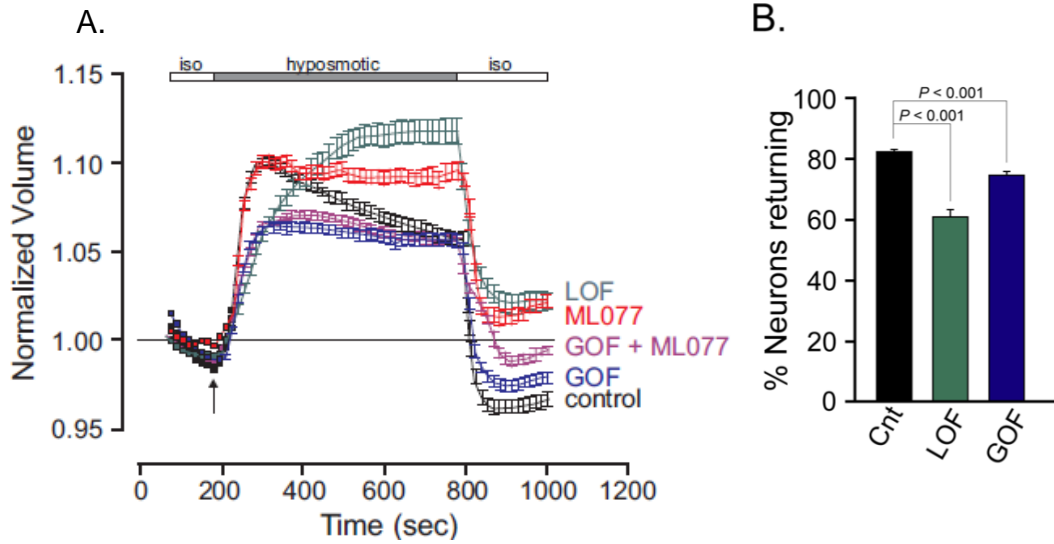 A.
iso hyposmotic iso
1.15
1.10
1.05
1.00
0.95
Normalized Volume
LOF
ML077
GOF + ML077
GOF
control
0 200 400 600 800 1000 1200
Time (sec)
B.
P < 0.001
P < 0.001
100
80
60
40
20
0
% Neurons returning
Cnt LOF GOF